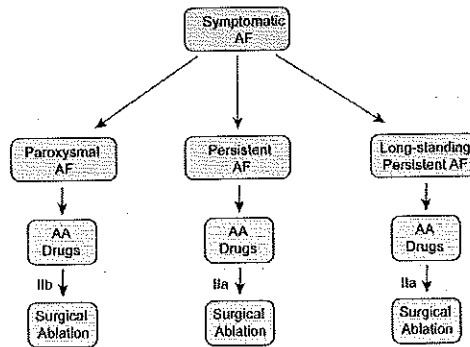 Symptomatic
AF
Paroxysmal
AF
Persistent
AF
Long-standing
Persistent AF
AA
Drugs
AA
Drugs
AA
Drugs
IIb
IIa
IIa
Surgical
Ablation
Surgical
Ablation
Surgical
Ablation